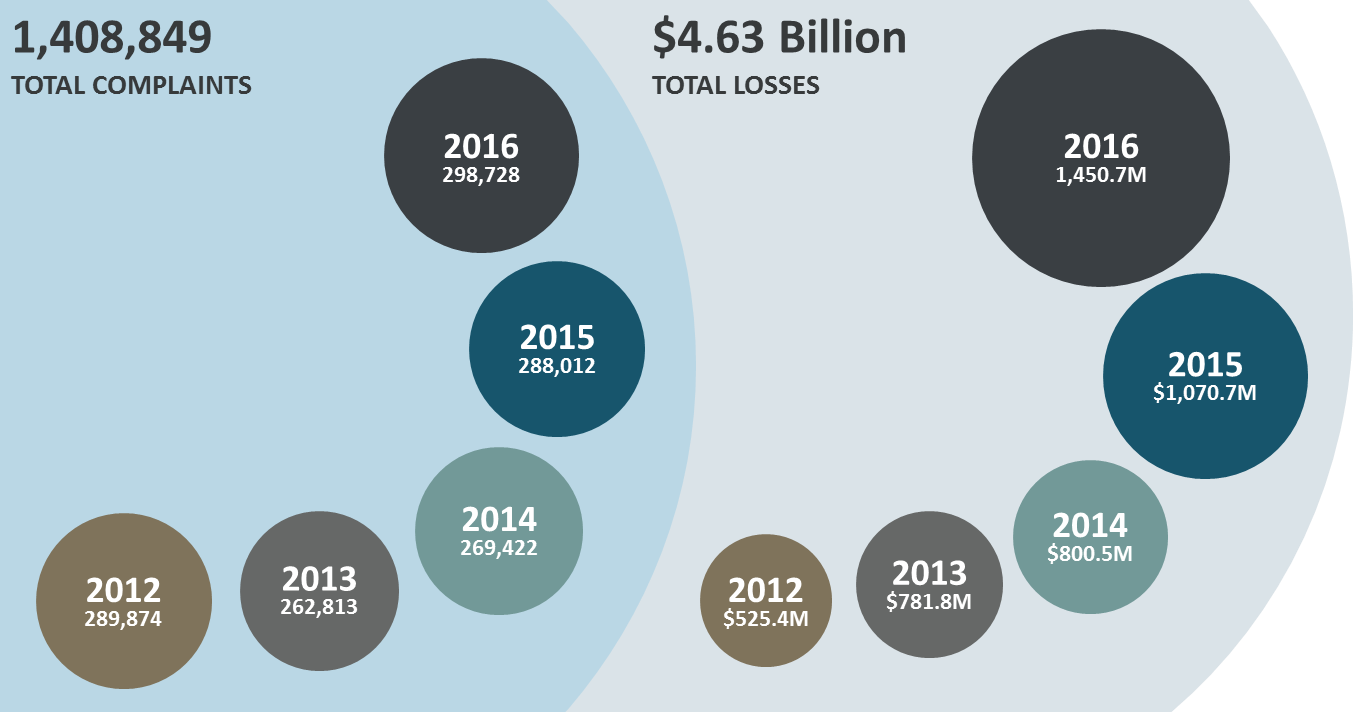 1,408,849
TOTAL COMPLAINTS
2016
298,728
2015
288,012
2014
269,422
2013
262,813
2012
289,874
$4.63 Billion
TOTAL LOSSES
2016
1,450.7M
2015
$1,070.7M
2014
$800.5M
2013
$781.8M
2012
$525.4M